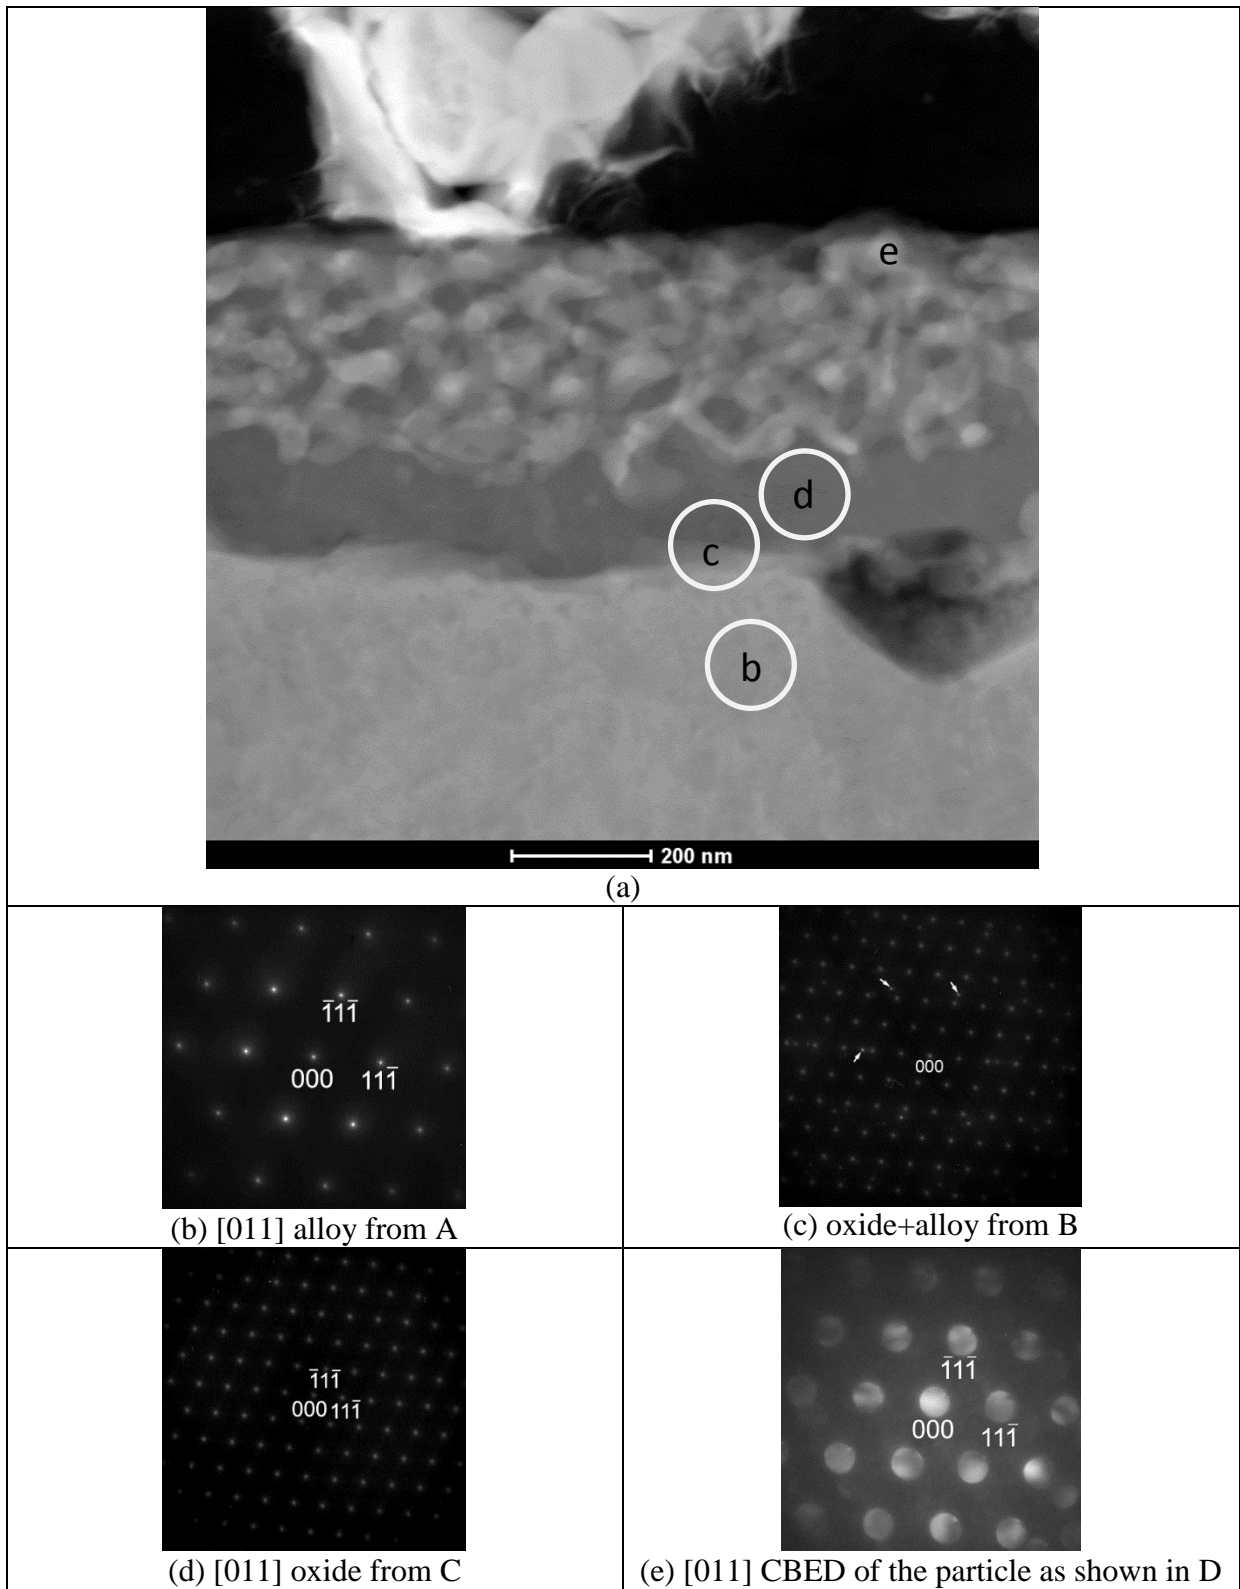 e
d
c
b
200 nm
(a)
1̄11̄
000 111̄
(b) [011] alloy from A
000
(c) oxide+alloy from B
1̄11̄
000 111̄
(d) [011] oxide from C
1̄11̄
000 111̄
(e) [011] CBED of the particle as shown in D